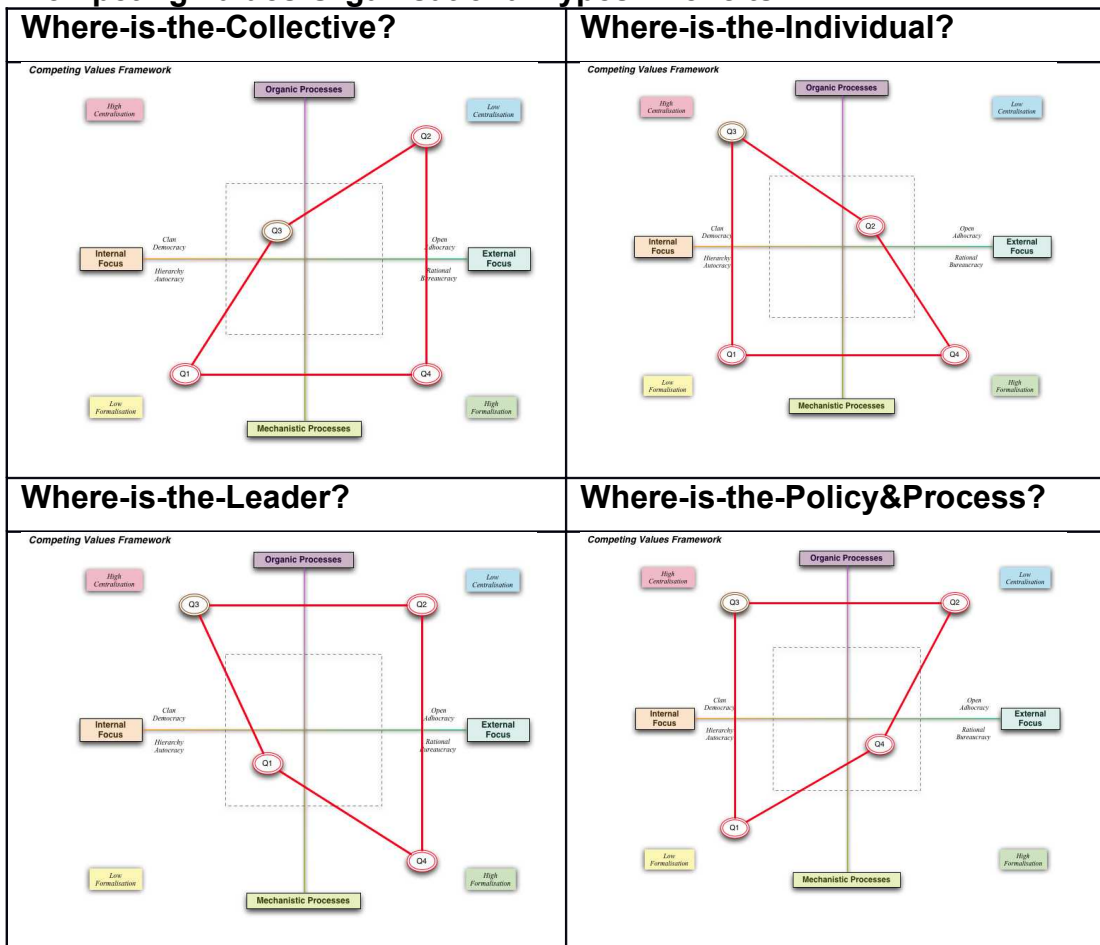 Where-is-the-Collective?
Where-is-the-Individual?
Competing Values Framework
Organic Processes
High
Centralisation
Low
Centralisation
Q2
Q3
Clan
Democracy
Open
Adhocracy
Internal
Focus
External
Focus
Hierarchy
Autocracy
Rational
Bureaucracy
Q1
Q4
Low
Formalisation
High
Formalisation
Mechanistic Processes
Competing Values Framework
Organic Processes
High
Centralisation
Low
Centralisation
Q3
Q2
Clan
Democracy
Open
Adhocracy
Internal
Focus
External
Focus
Hierarchy
Autocracy
Rational
Bureaucracy
Q1
Q4
Low
Formalisation
High
Formalisation
Mechanistic Processes
Where-is-the-Leader?
Where-is-the-Policy&Process?
Competing Values Framework
Organic Processes
High
Centralisation
Low
Centralisation
Q3
Q2
Clan
Democracy
Open
Adhocracy
Internal
Focus
External
Focus
Hierarchy
Autocracy
Rational
Bureaucracy
Q1
Q4
Low
Formalisation
High
Formalisation
Mechanistic Processes
Competing Values Framework
Organic Processes
High
Centralisation
Low
Centralisation
Q3
Q2
Clan
Democracy
Open
Adhocracy
Internal
Focus
External
Focus
Hierarchy
Autocracy
Rational
Bureaucracy
Q4
Q1
Low
Formalisation
High
Formalisation
Mechanistic Processes